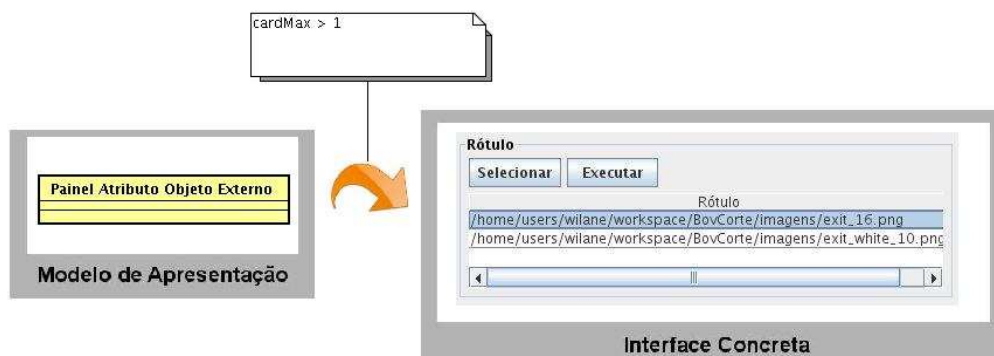 cardMax > 1
Painel Atributo Objeto Externo
Modelo de Apresentação
Rótulo
Selecionar Executar
Rótulo
/home/users/wilane/workspace/BovCorte/imagens/exit_16.png
/home/users/wilane/workspace/BovCorte/imagens/exit_white_10.png
Interface Concreta